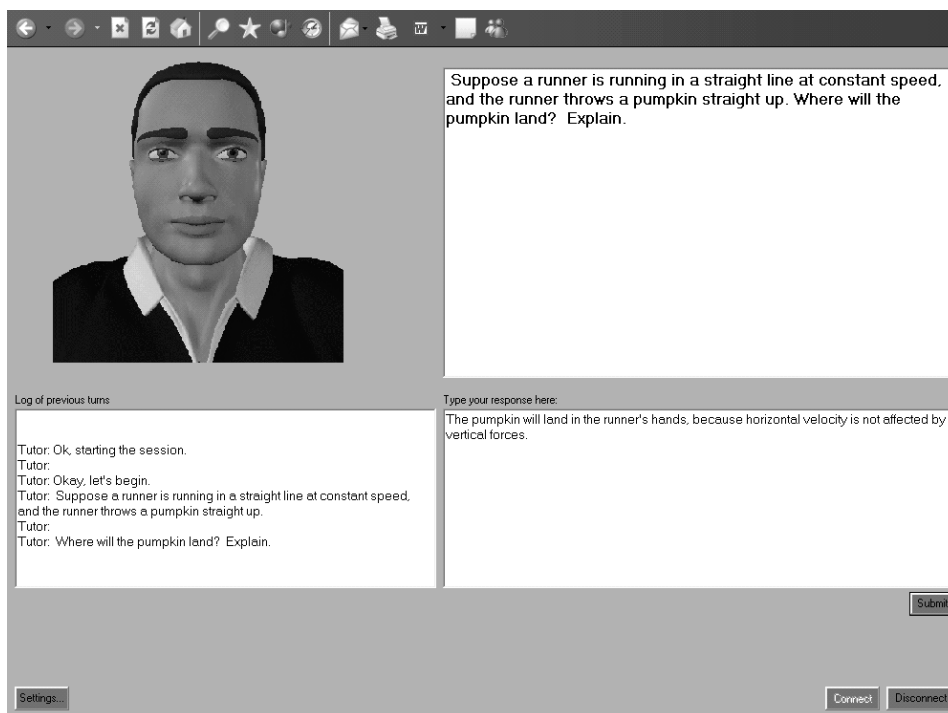 Suppose a runner is running in a straight line at constant speed,
and the runner throws a pumpkin straight up. Where will the
pumpkin land?  Explain.
Log of previous turns
Tutor: Ok, starting the session.
Tutor:
Tutor: Okay, let's begin.
Tutor:  Suppose a runner is running in a straight line at constant speed,
and the runner throws a pumpkin straight up.
Tutor:
Tutor:  Where will the pumpkin land?  Explain.
Type your response here:
The pumpkin will land in the runner's hands, because horizontal velocity is not affected by
vertical forces.
Submit
Settings...
Connect
Disconnect